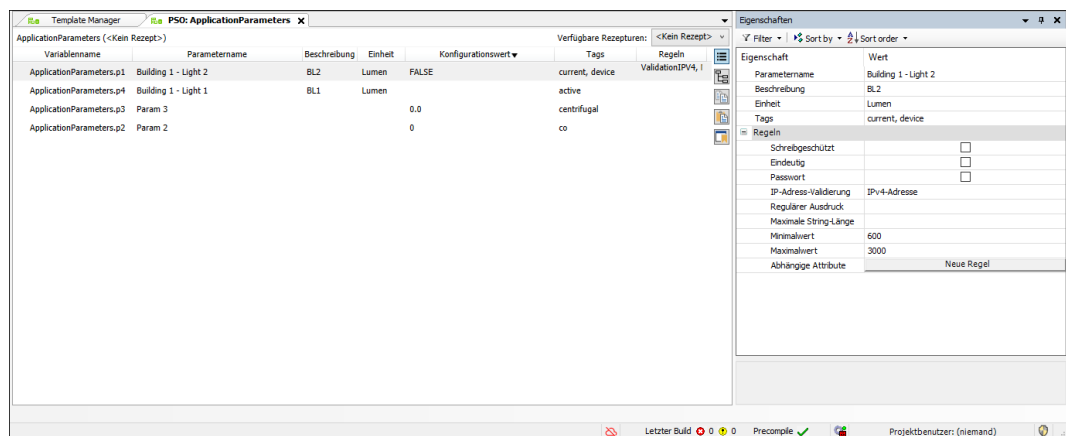 Template Manager PSO: ApplicationParameters X
ApplicationParameters (<Kein Rezept>) Verfügbare Rezepturen: <Kein Rezept>
Variablenname Parametername Beschreibung Einheit Konfigurationswert Tags Regeln
ApplicationParameters.p1 Building 1 - Light 2 BL2 Lumen FALSE current, device ValidationIPV4,
ApplicationParameters.p4 Building 1 - Light 1 BL1 Lumen active
ApplicationParameters.p3 Param 3 0.0 centrifugal
ApplicationParameters.p2 Param 2 0 co
Eigenschaften
Filter Sort by Sort order
Eigenschaft Wert
Parametername Building 1 - Light 2
Beschreibung BL2
Einheit Lumen
Tags current, device
Regeln
Schreibgeschützt
Eindeutig
Passwort
IP-Adress-Validierung IPv4-Adresse
Regulärer Ausdruck
Maximale String-Länge
Minimalwert 600
Maximalwert 3000
Abhängige Attribute Neue Regel
Letzter Build 0 0 Precompile Projektbenutzer: (niemand)